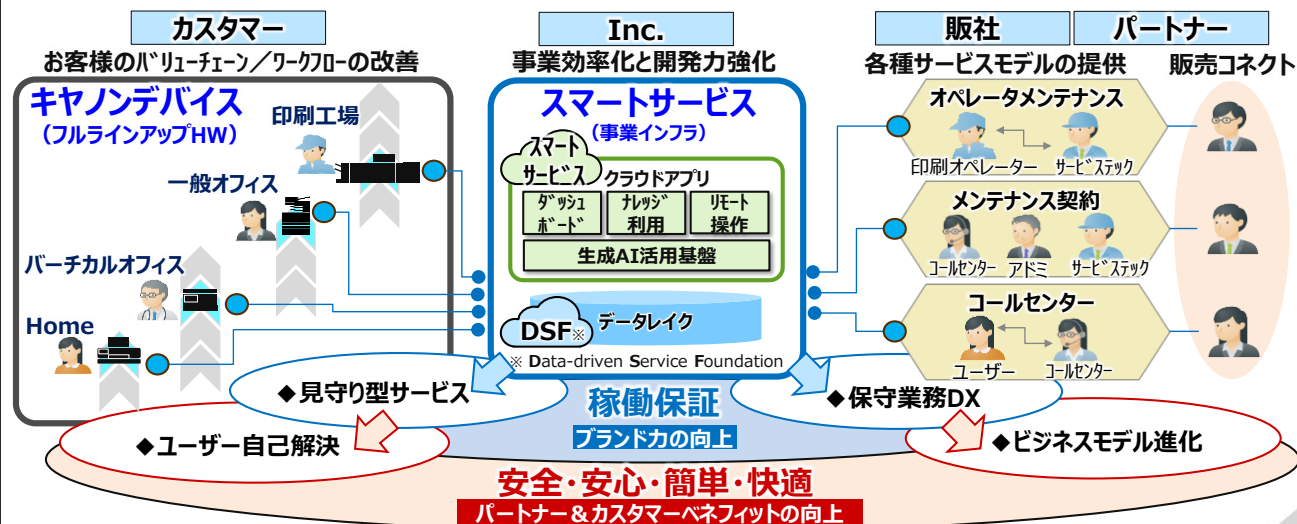 カスタマー
お客様のﾊﾞﾘｭｰﾁｪｰﾝ／ﾜｰｸﾌﾛｰの改善
キヤノンデバイス
（フルラインアップHW）
印刷工場
一般オフィス
バーチカルオフィス
Home
Inc.
事業効率化と開発力強化
スマートサービス
（事業インフラ）
ｽﾏｰﾄ
ｻｰﾋﾞｽ
クラウドアプリ
ﾀﾞｯｼｭ
ﾎﾞｰﾄﾞ
ﾅﾚｯｼﾞ
利用
ﾘﾓｰﾄ
操作
生成AI活用基盤
DSF※
データレイク
※ Data-driven Service Foundation
販社
パートナー
各種サービスモデルの提供
販売コネクト
オペレータメンテナンス
印刷オペレーター
ｻｰﾋﾞｽﾃｯｸ
メンテナンス契約
ｺｰﾙｾﾝﾀｰ
アドミ
ｻｰﾋﾞｽﾃｯｸ
コールセンター
ユーザー
ｺｰﾙｾﾝﾀｰ
◆見守り型サービス
稼働保証
ブランド力の向上
◆保守業務DX
◆ユーザー自己解決
◆ビジネスモデル進化
安全･安心･簡単･快適
パートナー＆カスタマーベネフィットの向上